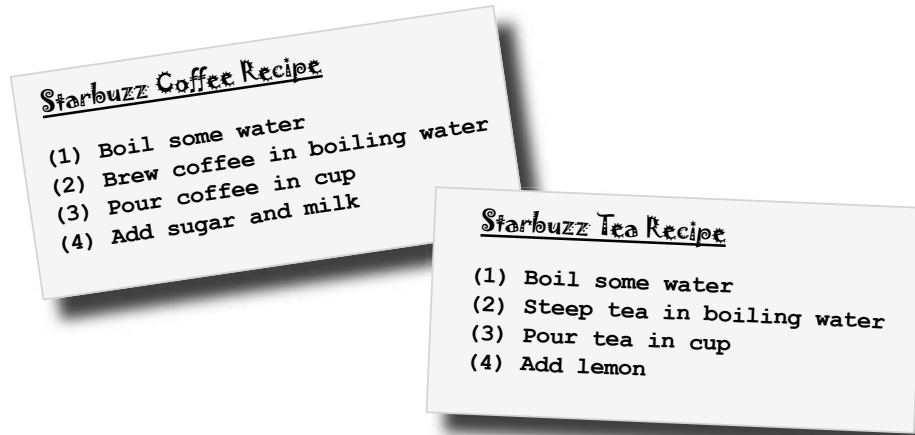 Starbuzz Coffee Recipe
(1) Boil some water
(2) Brew coffee in boiling water
(3) Pour coffee in cup
(4) Add sugar and milk
Starbuzz Tea Recipe
(1) Boil some water
(2) Steep tea in boiling water
(3) Pour tea in cup
(4) Add lemon